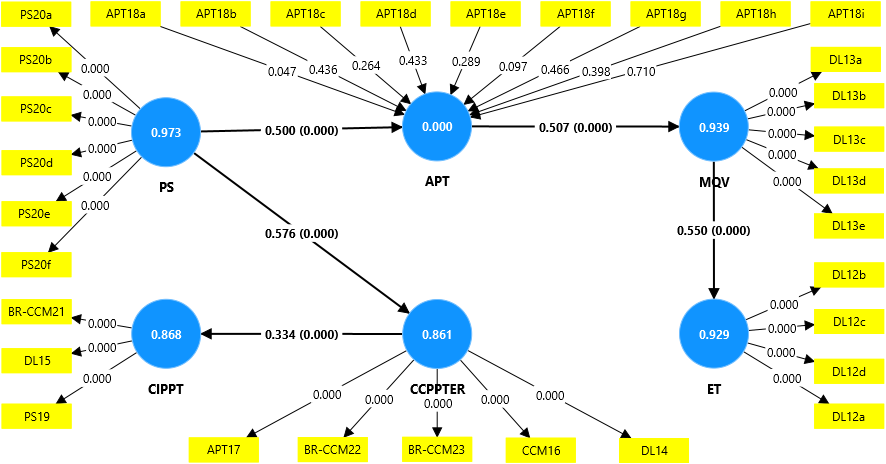 PS20a
APT18a
APT18b
APT18c
APT18d
APT18e
APT18f
APT18g
APT18h
APT18i
PS20b
PS20c
PS20d
PS20e
PS20f
0.000
0.000
0.000
0.000
0.000
0.000
0.047
0.436
0.264
0.433
0.289
0.097
0.466
0.398
0.710
DL13a
DL13b
DL13c
DL13d
DL13e
0.000
0.000
0.000
0.000
0.000
0.973
PS
0.500 (0.000)
0.000
APT
0.507 (0.000)
0.939
MQV
0.576 (0.000)
0.550 (0.000)
BR-CCM21
DL15
PS19
0.000
0.000
0.000
0.868
CIPPT
0.334 (0.000)
0.861
CCPPTER
0.929
ET
DL12b
DL12c
DL12d
DL12a
0.000
0.000
0.000
0.000
0.000
0.000
0.000
0.000
0.000
APT17
BR-CCM22
BR-CCM23
CCM16
DL14